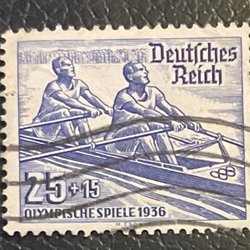 Deutsches
Reich
25+15
OLYMPISCHE SPIELE 1936